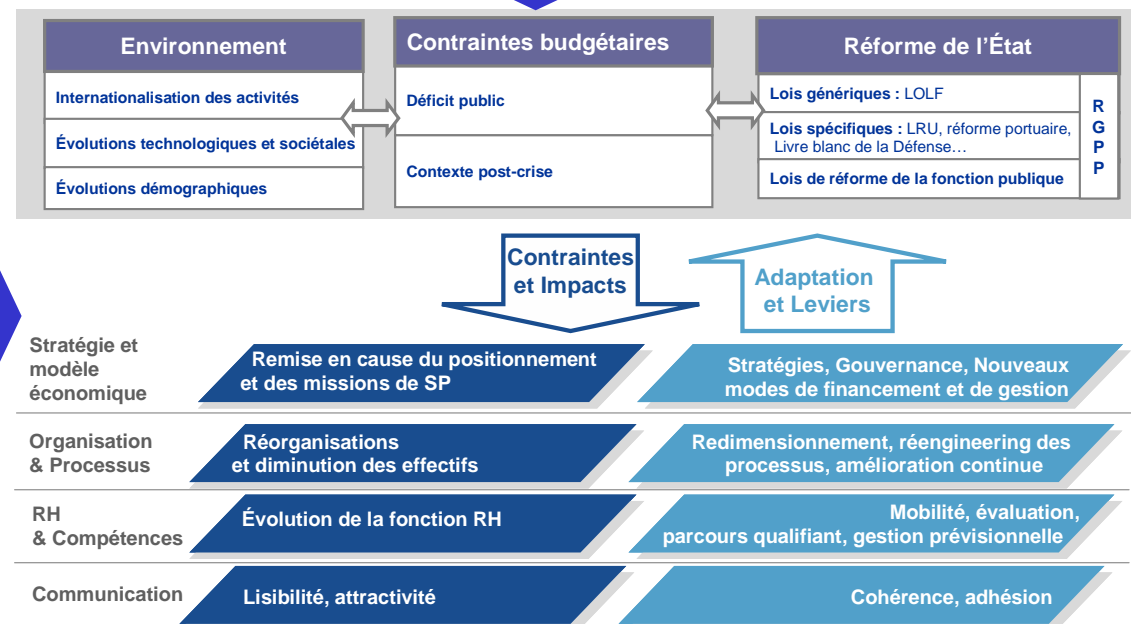 Environnement
Internationalisation des activités
Évolutions technologiques et sociétales
Évolutions démographiques
Contraintes budgétaires
Déficit public
Contexte post-crise
Réforme de l'État
Lois génériques : LOLF
Lois spécifiques : LRU, réforme portuaire,
Livre blanc de la Défense…
Lois de réforme de la fonction publique
R
G
P
P
Contraintes
et Impacts
Adaptation
et Leviers
Stratégie et
modèle
économique
Remise en cause du positionnement
et des missions de SP
Stratégies, Gouvernance, Nouveaux
modes de financement et de gestion
Organisation
& Processus
Réorganisations
et diminution des effectifs
Redimensionnement, réengineering des
processus, amélioration continue
RH
& Compétences
Évolution de la fonction RH
Mobilité, évaluation,
parcours qualifiant, gestion prévisionnelle
Communication
Lisibilité, attractivité
Cohérence, adhésion